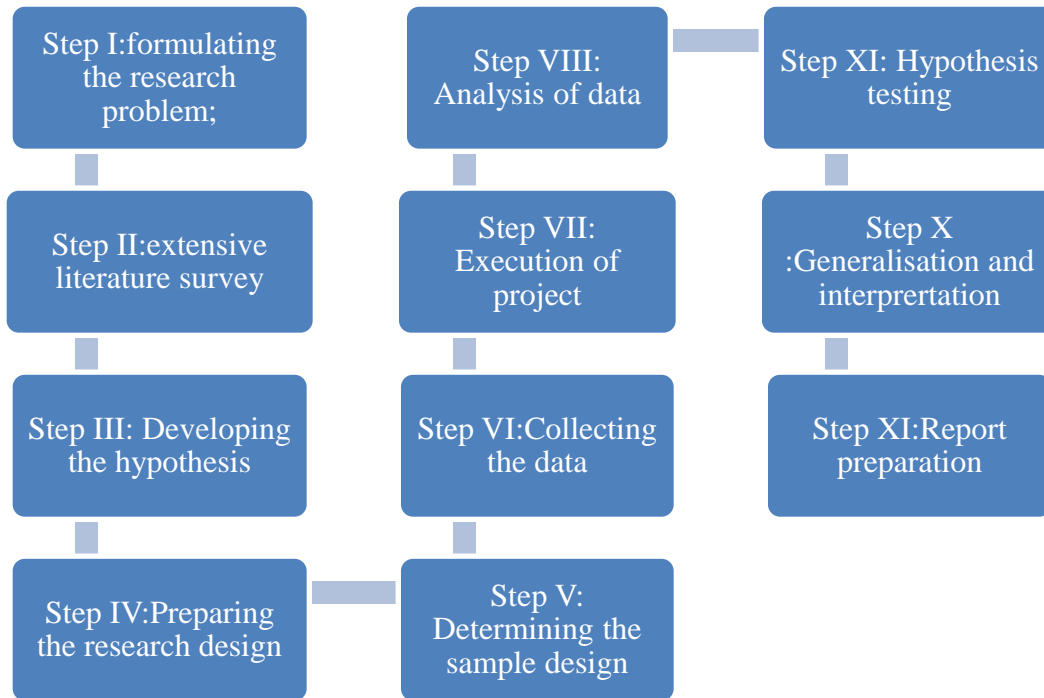 Step I:formulating
the research
problem;
Step II:extensive
literature survey
Step III: Developing
the hypothesis
Step IV:Preparing
the research design
Step V:
Determining the
sample design
Step VI:Collecting
the data
Step VII:
Execution of
project
Step VIII:
Analysis of data
Step XI: Hypothesis
testing
Step X
:Generalisation and
interprertation
Step XI:Report
preparation